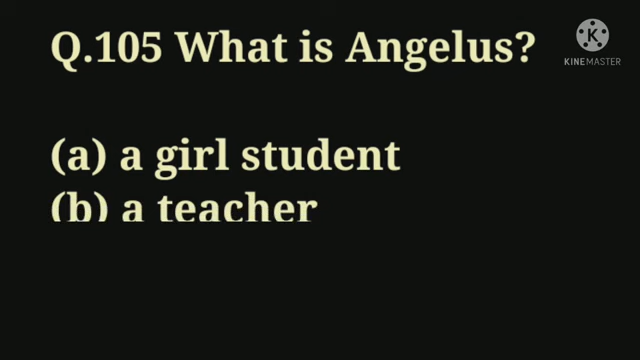 Q.105 What is Angelus?
K
KINEMASTER
(a) a girl student
(b) a teacher